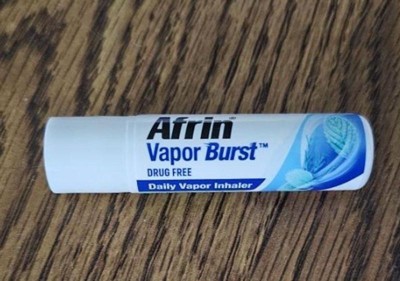 Afrin®
Vapor Burst™
DRUG FREE
Daily Vapor Inhaler